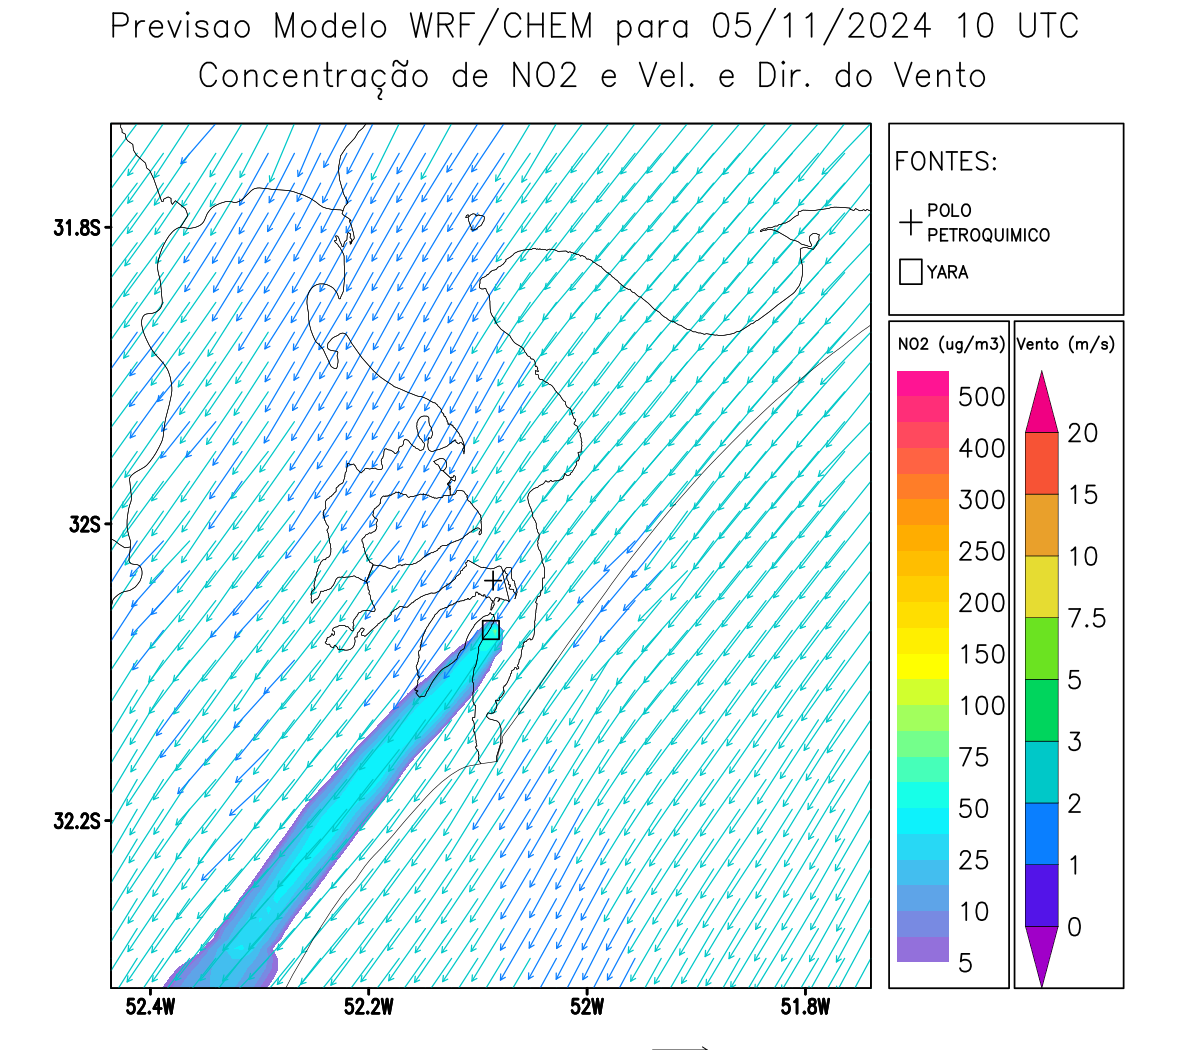 Previsao Modelo WRF/CHEM para 05/11/2024 10 UTC
Concentração de NO2 e Vel. e Dir. do Vento
FONTES:
POLO
PETROQUIMICO
YARA
NO2 (ug/m3)
500
400
300
250
200
150
100
75
50
25
10
5
Vento (m/s)
20
15
10
7.5
5
3
2
1
0
31.8S
32S
32.2S
52.4W
52.2W
52W
51.8W